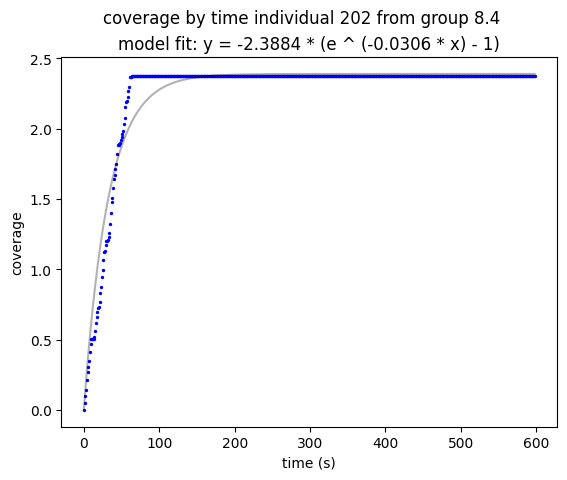 coverage by time individual 202 from group 8.4
model fit: y = -2.3884 * (e ^ (-0.0306 * x) - 1)
2.5
2.0
1.5
1.0
0.5
0.0
coverage
0 100 200 300 400 500 600
time (s)